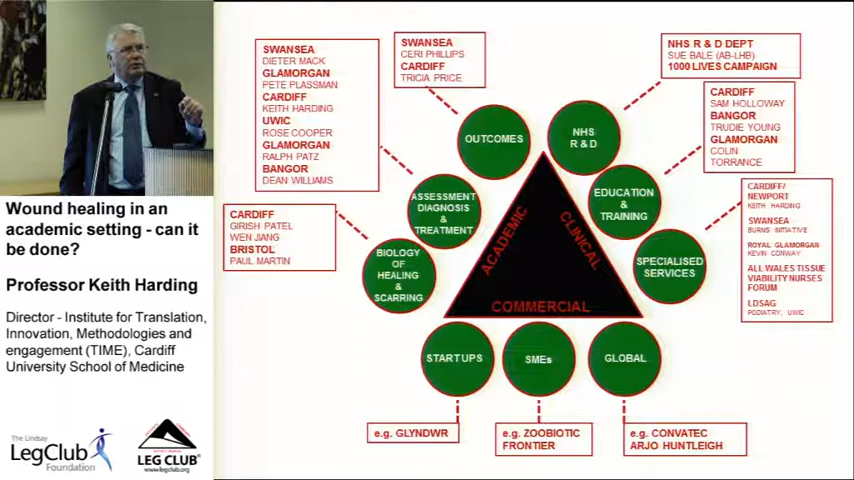 Wound healing in an
academic setting - can it
be done?
Professor Keith Harding
Director - Institute for Translation,
Innovation, Methodologies and
engagement (TIME), Cardiff
University School of Medicine
The Lindsay
LegClub
Foundation
LEG CLUB®
www.legclub.org
SWANSEA
DIETER MACK
GLAMORGAN
PETE PLASSMAN
CARDIFF
KEITH HARDING
UWIC
ROSE COOPER
GLAMORGAN
RALPH PATZ
BANGOR
DEAN WILLIAMS
SWANSEA
CERI PHILLIPS
CARDIFF
TRICIA PRICE
NHS R & D DEPT
SUE BALE (AB-LHB)
1000 LIVES CAMPAIGN
CARDIFF
SAM HOLLOWAY
BANGOR
TRUDIE YOUNG
GLAMORGAN
COLIN
TORRANCE
CARDIFF/
NEWPORT
KEITH HARDING
SWANSEA
BURNS INITIATIVE
ROYAL GLAMORGAN
KEVIN CONWAY
ALL WALES TISSUE
VIABILITY NURSES
FORUM
LDSAG
PODIATRY, UWIC
CARDIFF
GIRISH PATEL
WEN JIANG
BRISTOL
PAUL MARTIN
OUTCOMES
NHS
R & D
ASSESSMENT
DIAGNOSIS
&
TREATMENT
EDUCATION
&
TRAINING
BIOLOGY
OF
HEALING
&
SCARRING
SPECIALISED
SERVICES
ACADEMIC
CLINICAL
COMMERCIAL
START UPS
SMEs
GLOBAL
e.g. GLYNDWR
e.g. ZOOBIOTIC
FRONTIER
e.g. CONVATEC
ARJO HUNTLEIGH